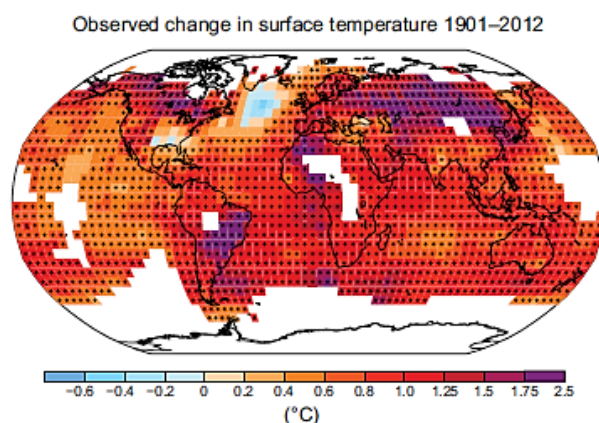 Observed change in surface temperature 1901–2012
−0.6 −0.4 −0.2 0 0.2 0.4 0.6 0.8 1.0 1.25 1.5 1.75 2.5
(°C)